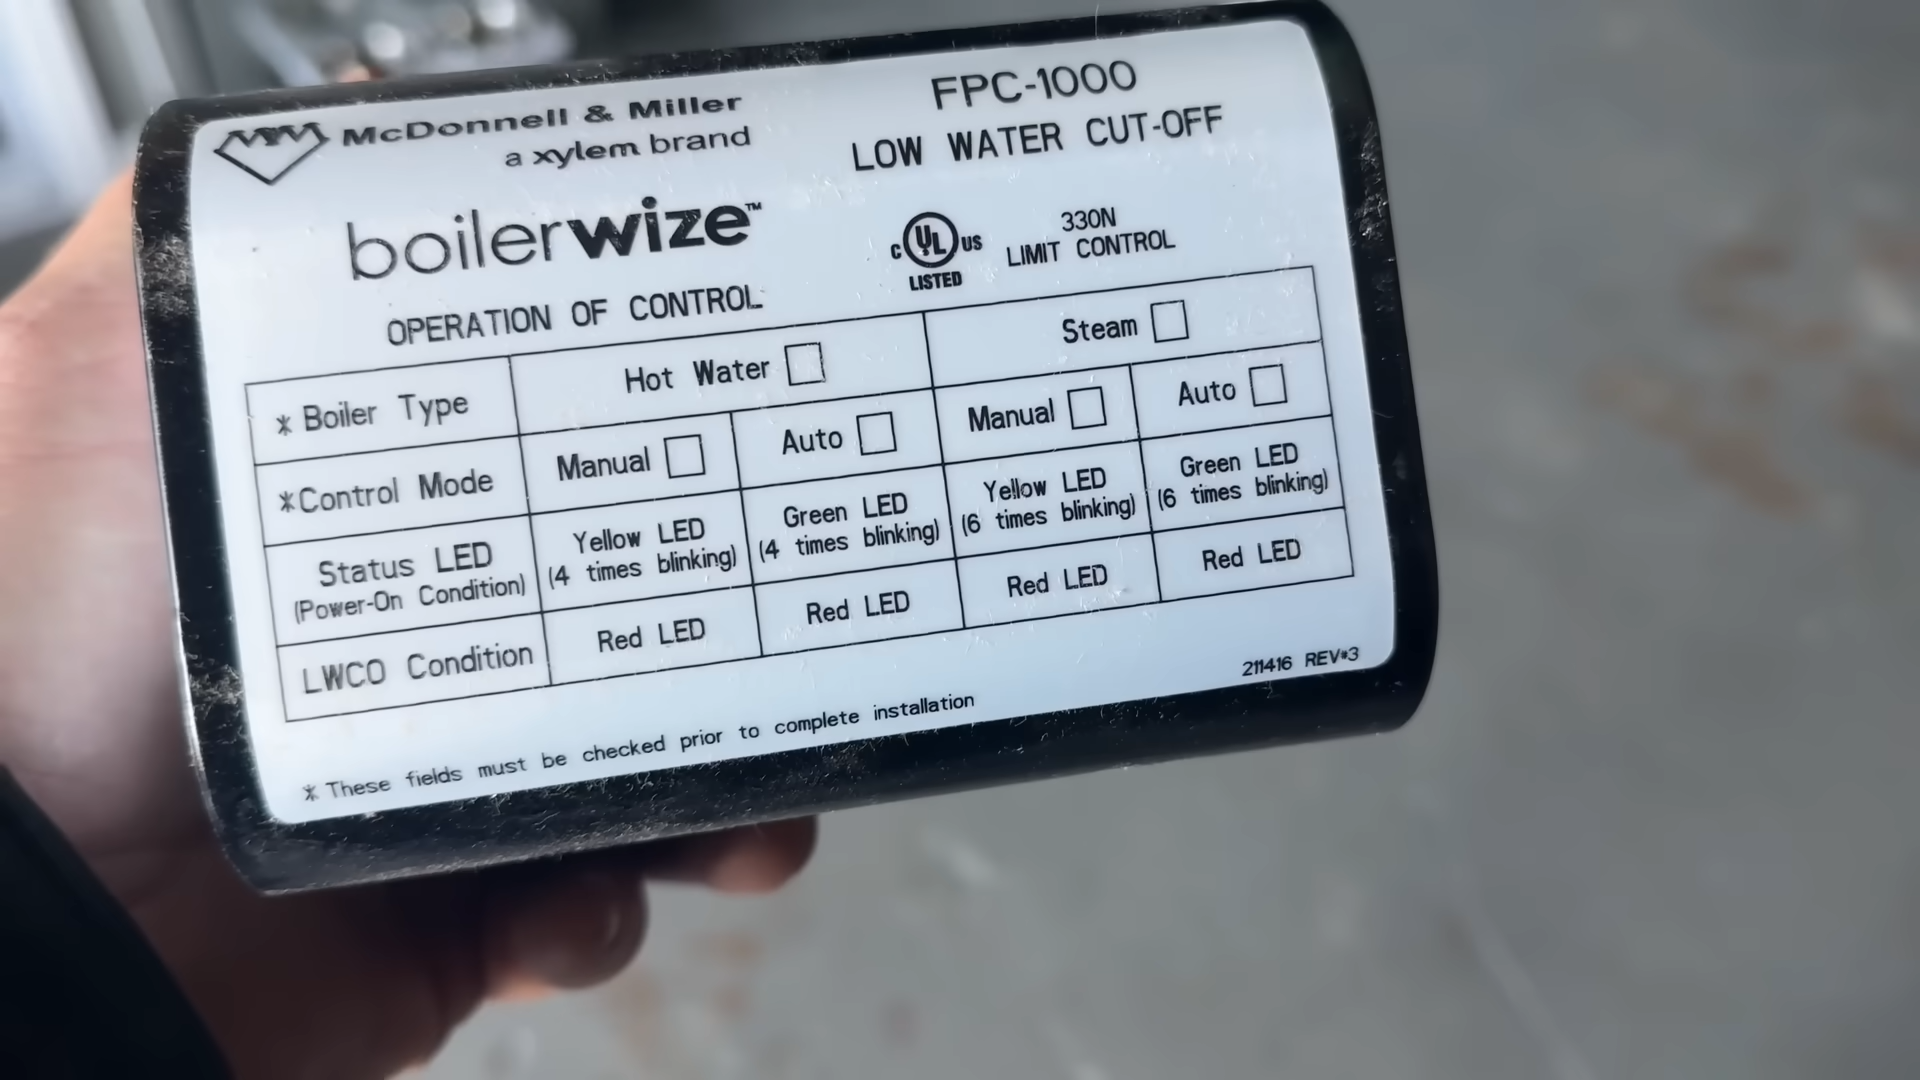 McDonnell & Miller
a xylem brand
FPC-1000
LOW WATER CUT-OFF
boilerwize™
C UL US
LISTED
330N
LIMIT CONTROL
OPERATION OF CONTROL
* Boiler Type Hot Water Steam
*Control Mode Manual Auto Manual Auto
Status LED Yellow LED Green LED Yellow LED Green LED
(Power-On Condition) (4 times blinking) (4 times blinking) (6 times blinking) (6 times blinking)
LWCO Condition Red LED Red LED Red LED Red LED
211416 REV#3
* These fields must be checked prior to complete installation